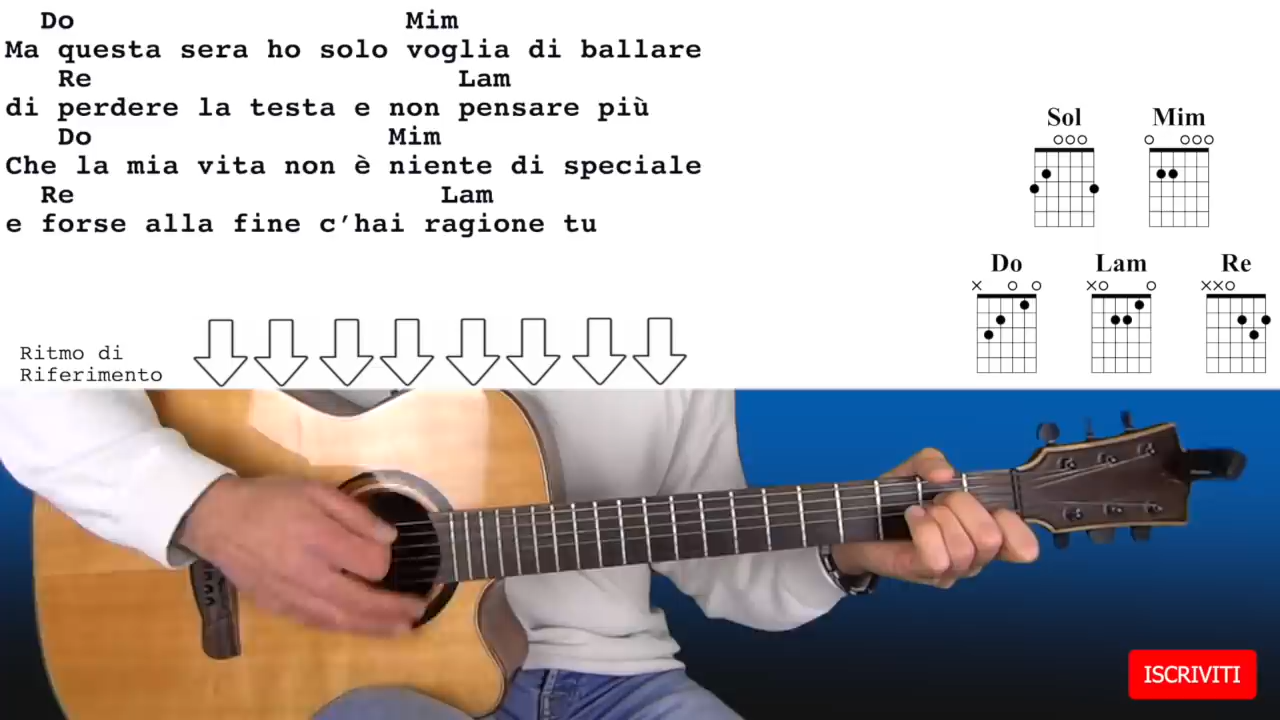 Do Mim
Ma questa sera ho solo voglia di ballare
Re Lam
di perdere la testa e non pensare più
Do Mim
Che la mia vita non è niente di speciale
Re Lam
e forse alla fine c’hai ragione tu
Sol Mim
Do Lam Re
Ritmo di
Riferimento
ISCRIVITI